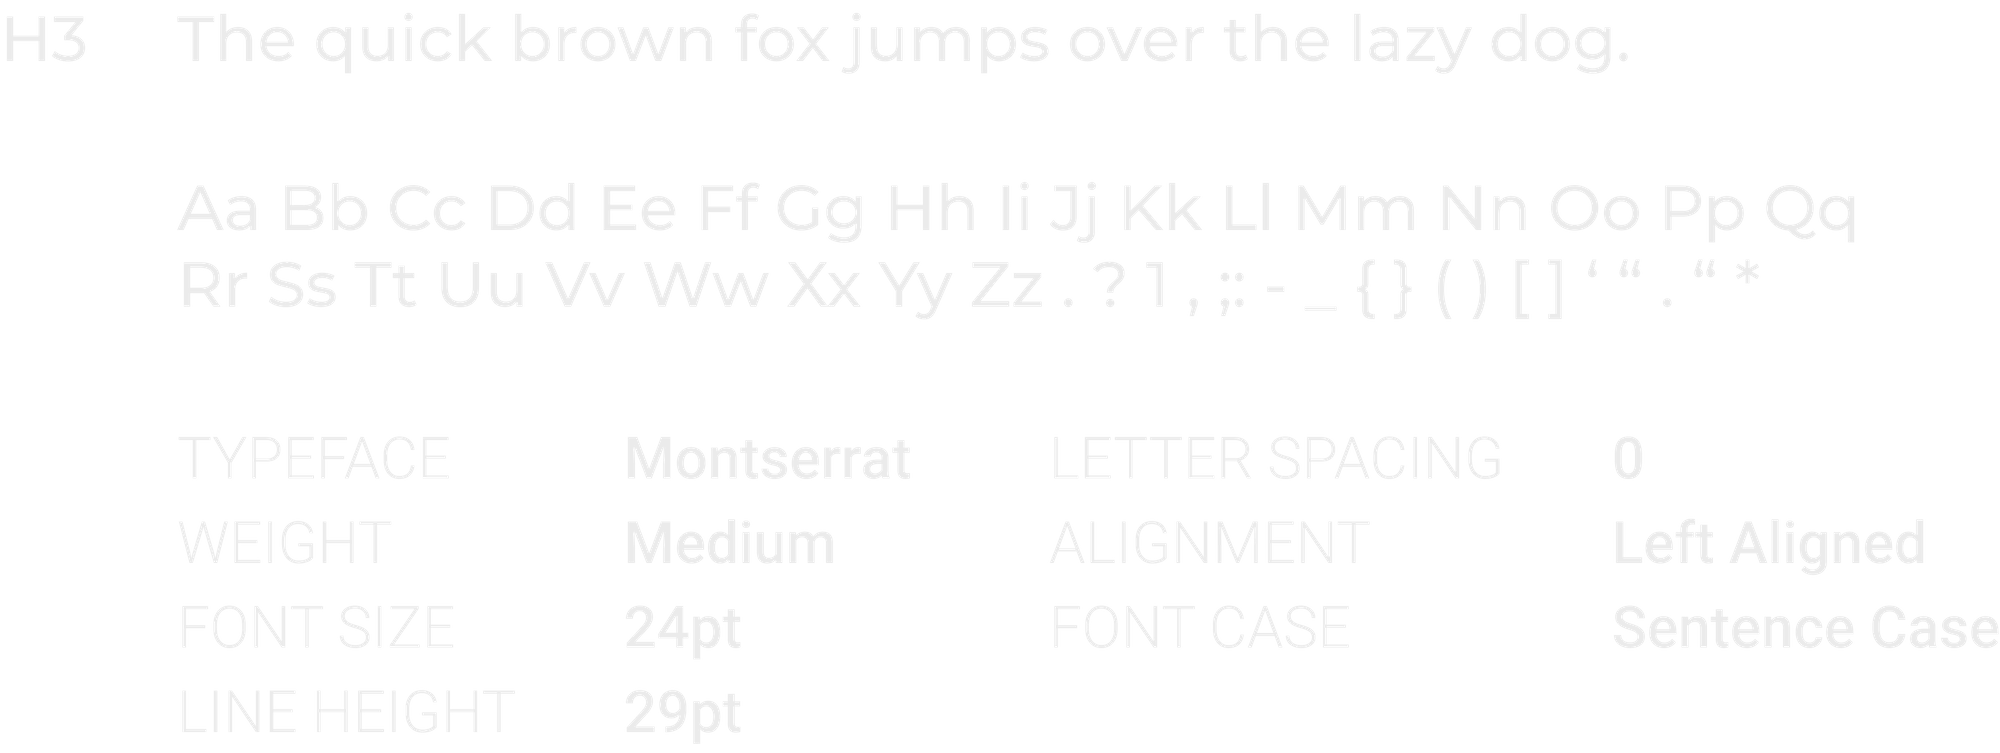 H3 The quick brown fox jumps over the lazy dog.
Aa Bb Cc Dd Ee Ff Gg Hh Ii Jj Kk Ll Mm Nn Oo Pp Qq
Rr Ss Tt Uu Vv Ww Xx Yy Zz . ? 1 , ;: - _ { } ( ) [ ] ‘ “ . “ *
TYPEFACE Montserrat LETTER SPACING 0
WEIGHT Medium ALIGNMENT Left Aligned
FONT SIZE 24pt FONT CASE Sentence Case
LINE HEIGHT 29pt